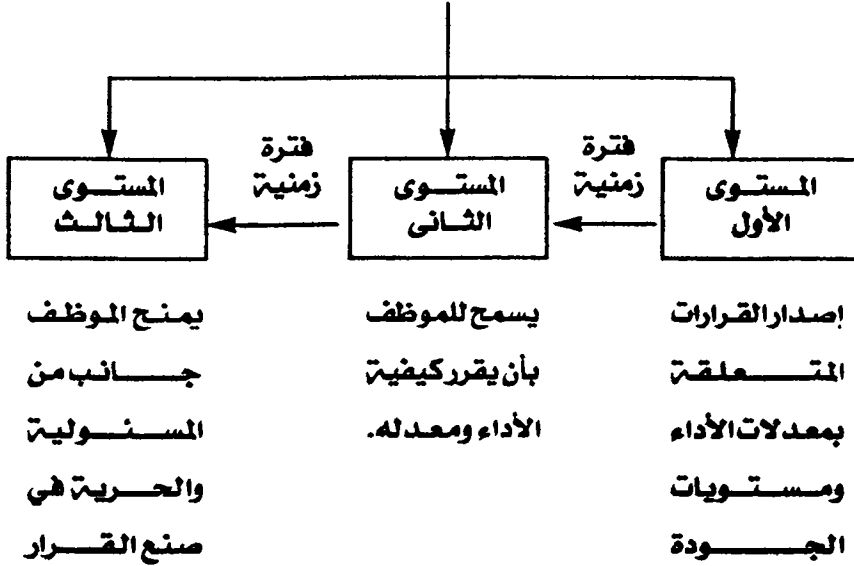 المستوى
الأول
فترة
زمنية
المستوى
الثانى
فترة
زمنية
المستوى
الثالث
إصدار القرارات
المتعلقة
بمعدلات الأداء
ومستويات
الجودة
يسمح للموظف
بأن يقرر كيفية
الأداء ومعدله.
يمنح الموظف
جانب من
المسئولية
والحرية في
صنع القرار